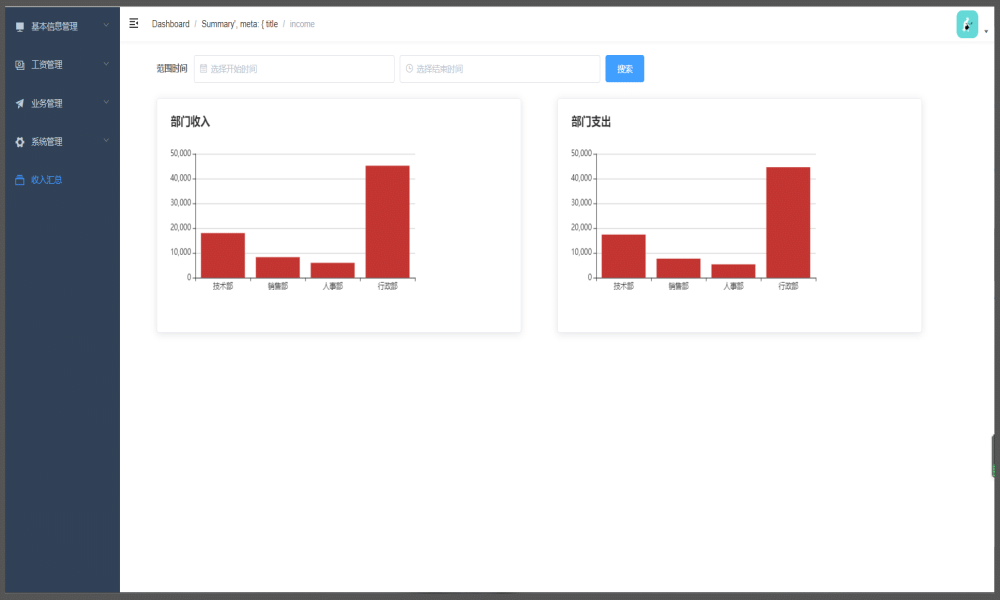 基本信息管理
工资管理
业务管理
系统管理
收入汇总
Dashboard / Summary', meta: { title / income
范围时间 选择开始时间 选择结束时间 搜索
部门收入
50,000
40,000
30,000
20,000
10,000
0
技术部 销售部 人事部 行政部
部门支出
50,000
40,000
30,000
20,000
10,000
0
技术部 销售部 人事部 行政部